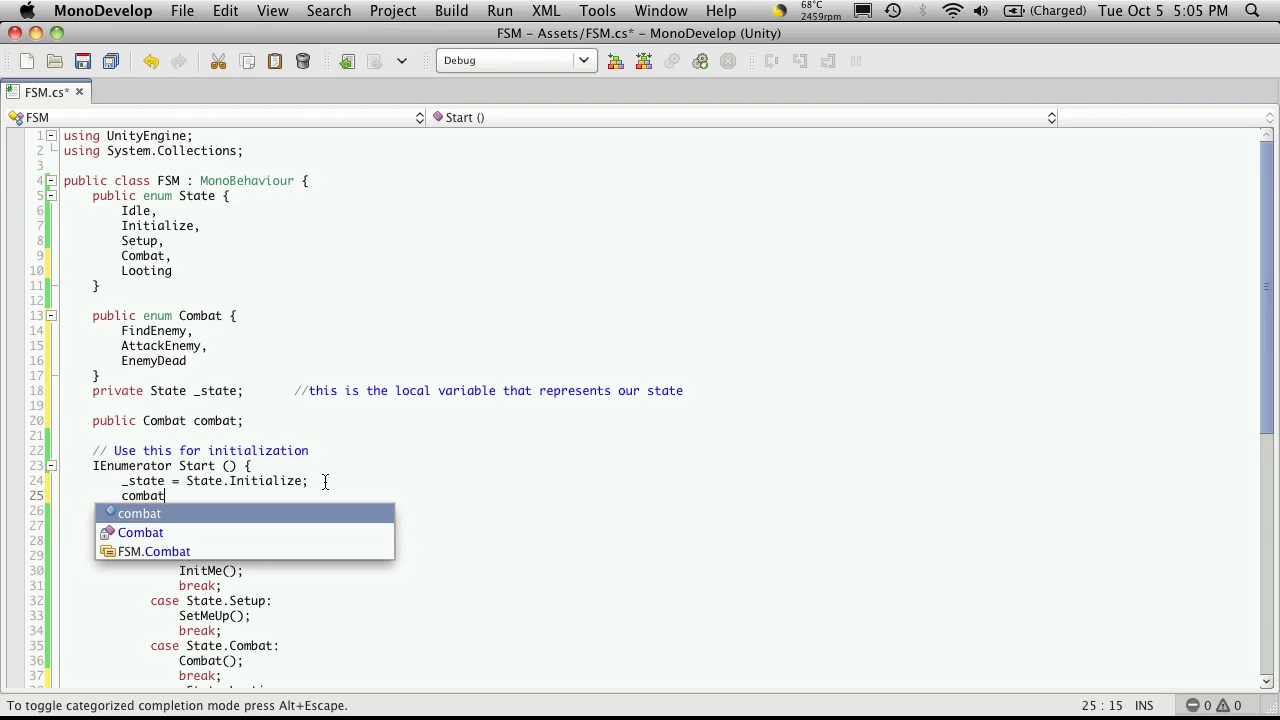 MonoDevelop File Edit View Search Project Build Run XML Tools Window Help 68°C 2459rpm (Charged) Tue Oct 5 5:05 PM
FSM – Assets/FSM.cs* – MonoDevelop (Unity)
Debug
FSM.cs*
FSM Start ()
1 using UnityEngine;
2 using System.Collections;
3
4 public class FSM : MonoBehaviour {
5 public enum State {
6 Idle,
7 Initialize,
8 Setup,
9 Combat,
10 Looting
11 }
12
13 public enum Combat {
14 FindEnemy,
15 AttackEnemy,
16 EnemyDead
17 }
18 private State _state; //this is the local variable that represents our state
19
20 public Combat combat;
21
22 // Use this for initialization
23 IEnumerator Start () {
24 _state = State.Initialize;
25 combat
26 combat
27 Combat
28
29 FSM.Combat
30 InitMe();
31 break;
32 case State.Setup:
33 SetMeUp();
34 break;
35 case State.Combat:
36 Combat();
37 break;
To toggle categorized completion mode press Alt+Escape. 25 : 15 INS 0 0